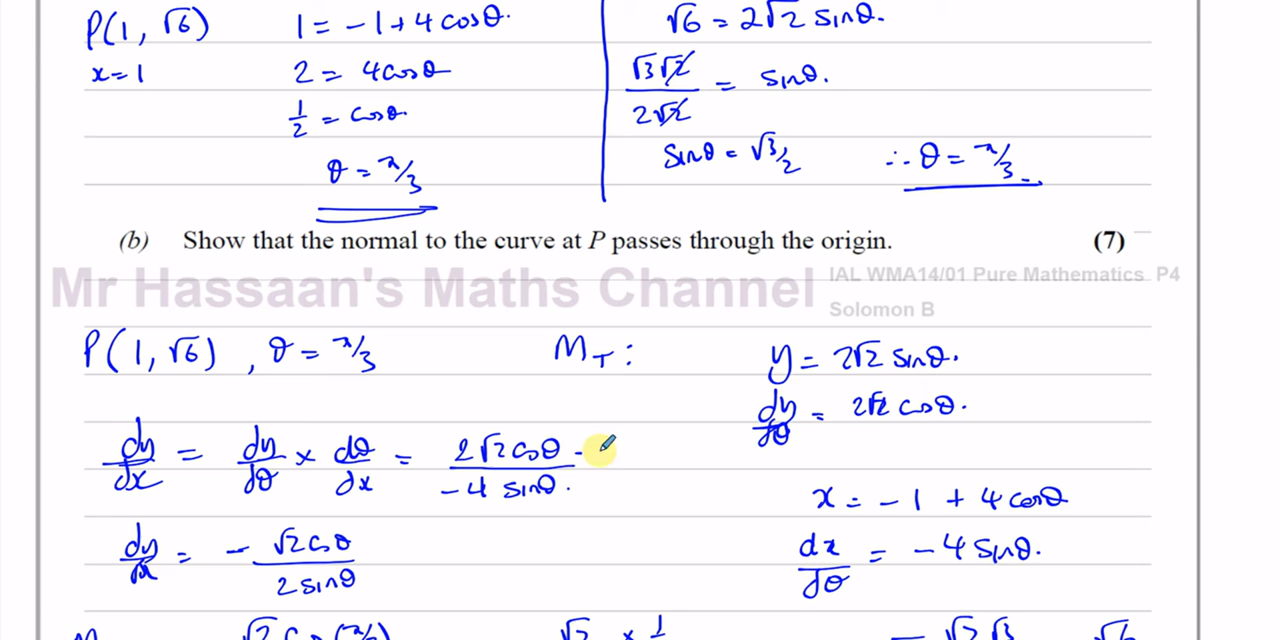 P(1, √6) 1 = -1 + 4 cosθ. √6 = 2√2 sinθ.
x = 1 2 = 4cosθ √3√2/2√2 = sinθ.
1/2 = cosθ. sinθ = √3/2 ∴ θ = π/3
θ = π/3
(b) Show that the normal to the curve at P passes through the origin. (7)
Mr Hassaan's Maths Channel IAL WMA14/01 Pure Mathematics P4
Solomon B
P(1, √6), θ = π/3 M_T : y = 2√2 sinθ.
dy/dθ = 2√2 cosθ.
dy/dx = dy/dθ × dθ/dx = 2√2 cosθ/-4 sinθ.
x = -1 + 4 cosθ
dy/dx = - √2 cosθ/2 sinθ dx/dθ = -4 sinθ.